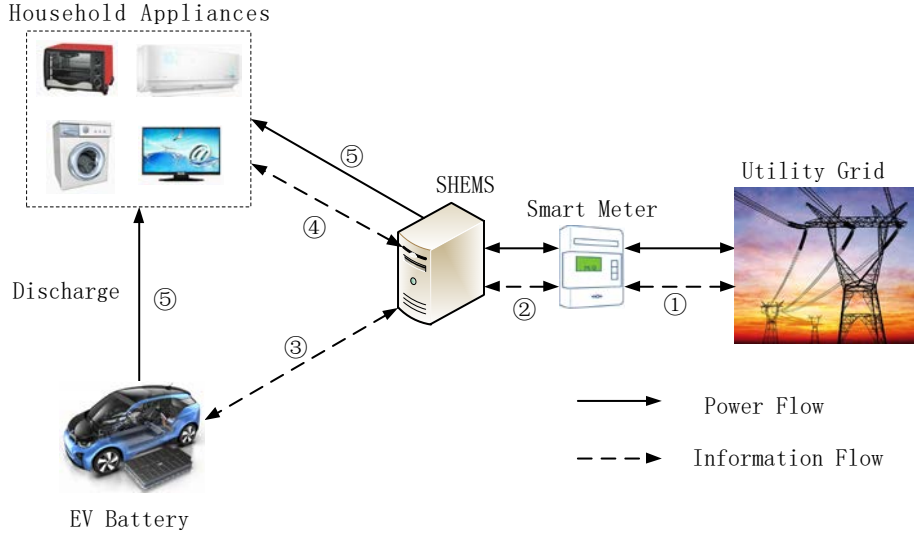 Household Appliances
⑤
SHEMS
Utility Grid
Smart Meter
④
Discharge
⑤
②
①
③
Power Flow
Information Flow
EV Battery